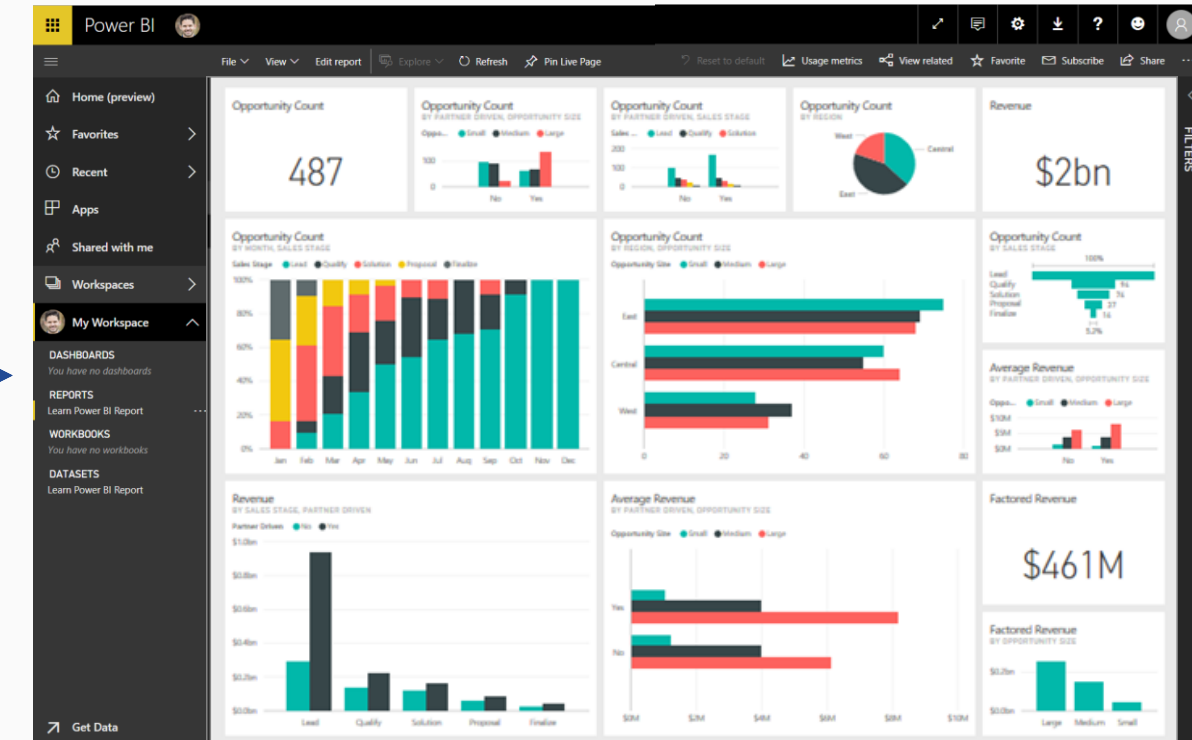 Power BI
File View Edit report Explore Refresh Pin Live Page Reset to default Usage metrics View related Favorite Subscribe Share
Home (preview)
Favorites
Recent
Apps
Shared with me
Workspaces
My Workspace
DASHBOARDS
You have no dashboards
REPORTS
Learn Power BI Report
WORKBOOKS
You have no workbooks
DATASETS
Learn Power BI Report
Get Data
FILTERS
Opportunity Count
487
Opportunity Count
BY PARTNER DRIVEN, OPPORTUNITY SIZE
Oppo... Small Medium Large
0
No Yes
Opportunity Count
BY PARTNER DRIVEN, SALES STAGE
Sales ... Lead Qualify Solution
200
100
0
No Yes
Opportunity Count
BY REGION
West
Central
East
Revenue
$2bn
Opportunity Count
BY MONTH, SALES STAGE
Sales Stage Lead Qualify Solution Proposal Finalize
100%
80%
60%
40%
20%
0%
Jan Feb Mar Apr May Jun Jul Aug Sep Oct Nov Dec
Opportunity Count
BY REGION, OPPORTUNITY SIZE
Opportunity Size Small Medium Large
East
Central
West
0 20 40 60 80
Opportunity Count
BY SALES STAGE
100%
Lead
Qualify 94
Solution 74
Proposal 37
Finalize 16
5.2%
Average Revenue
BY PARTNER DRIVEN, OPPORTUNITY SIZE
Oppo... Small Medium Large
$10M
$5M
$0M
No Yes
Revenue
BY SALES STAGE, PARTNER DRIVEN
Partner Driven No Yes
$1.0bn
$0.8bn
$0.6bn
$0.4bn
$0.2bn
$0.0bn
Lead Qualify Solution Proposal Finalize
Average Revenue
BY PARTNER DRIVEN, OPPORTUNITY SIZE
Opportunity Size Small Medium Large
Yes
No
$0M $2M $4M $6M $8M $10M
Factored Revenue
$461M
Factored Revenue
BY OPPORTUNITY SIZE
$0.2bn
$0.0bn
Large Medium Small